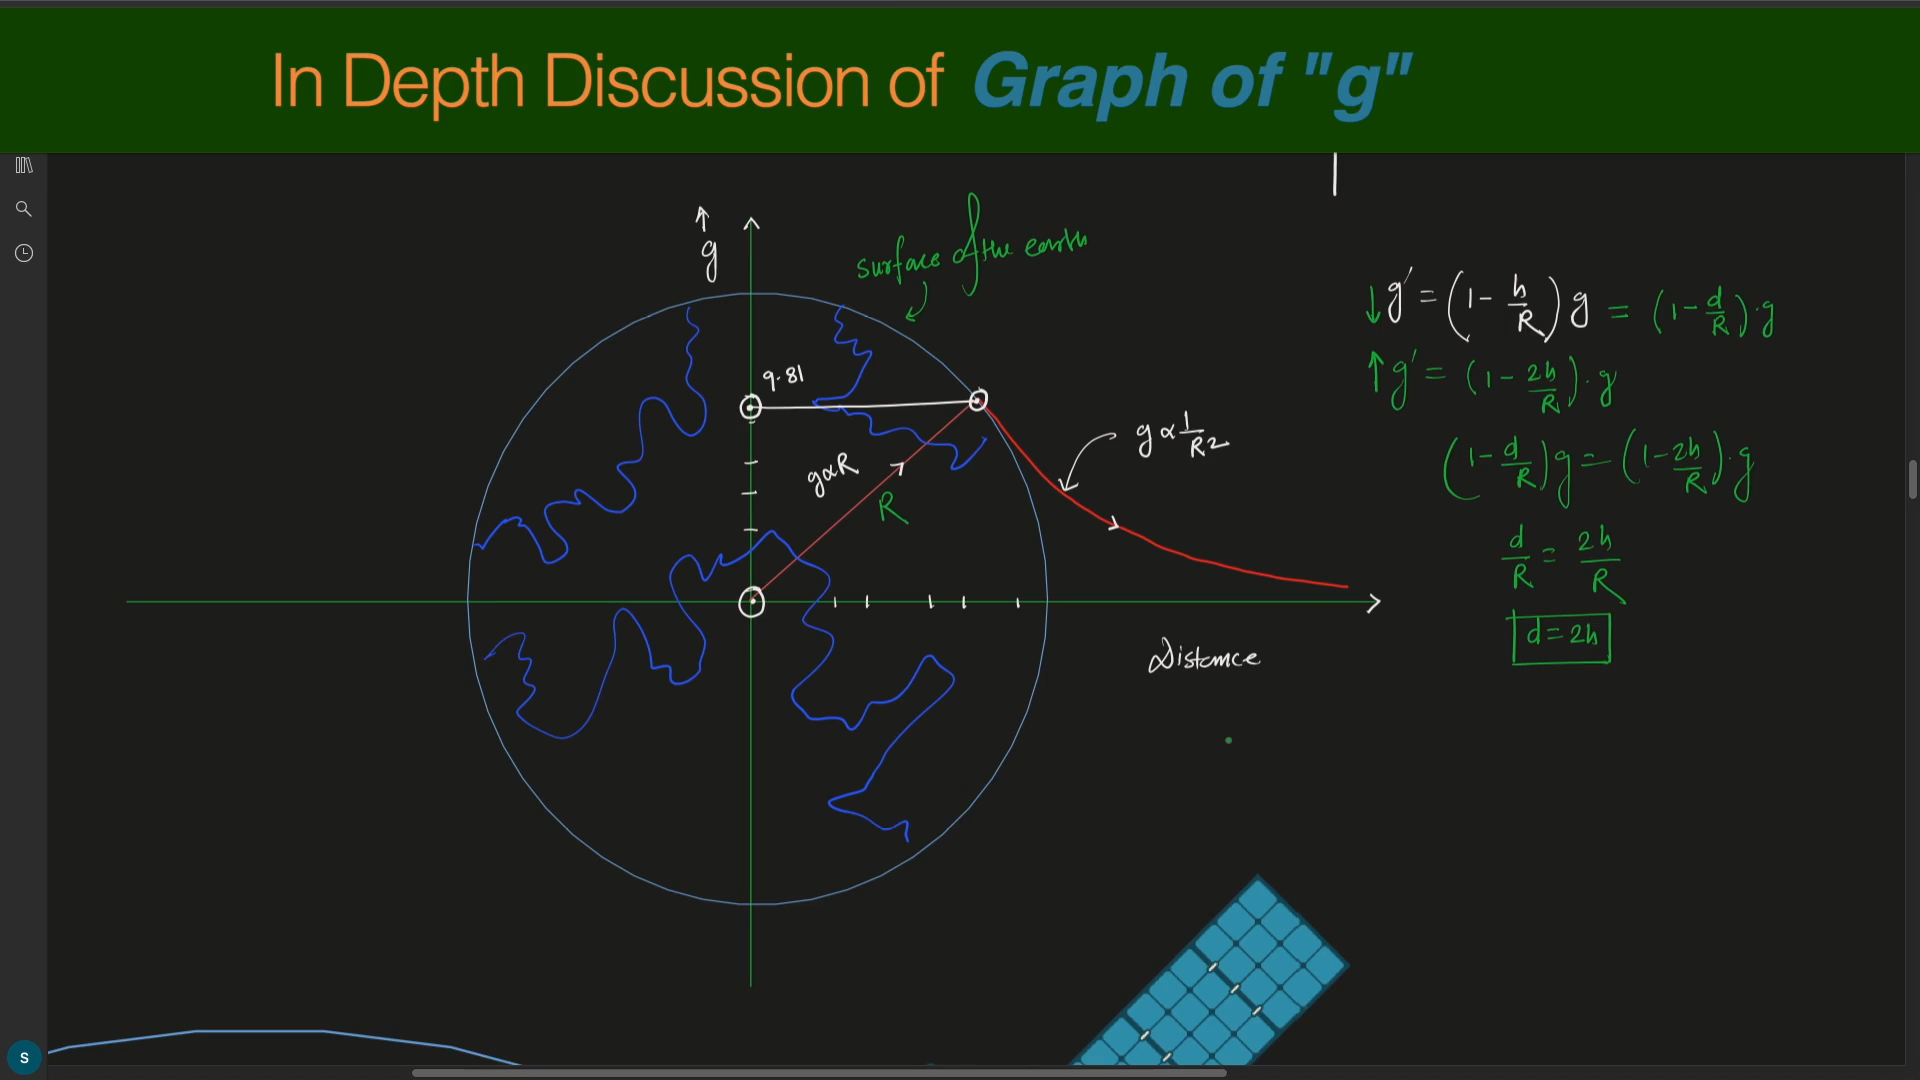 In Depth Discussion of Graph of "g"
↑
g
surface of the earth
9.81
g∝R
R
g ∝ 1/R2
Distance
↓g' = (1 - h/R) g = (1 - d/R).g
↑g' = (1 - 2h/R).g
(1 - d/R) g = (1 - 2h/R).g
d/R = 2h/R
d = 2h
S